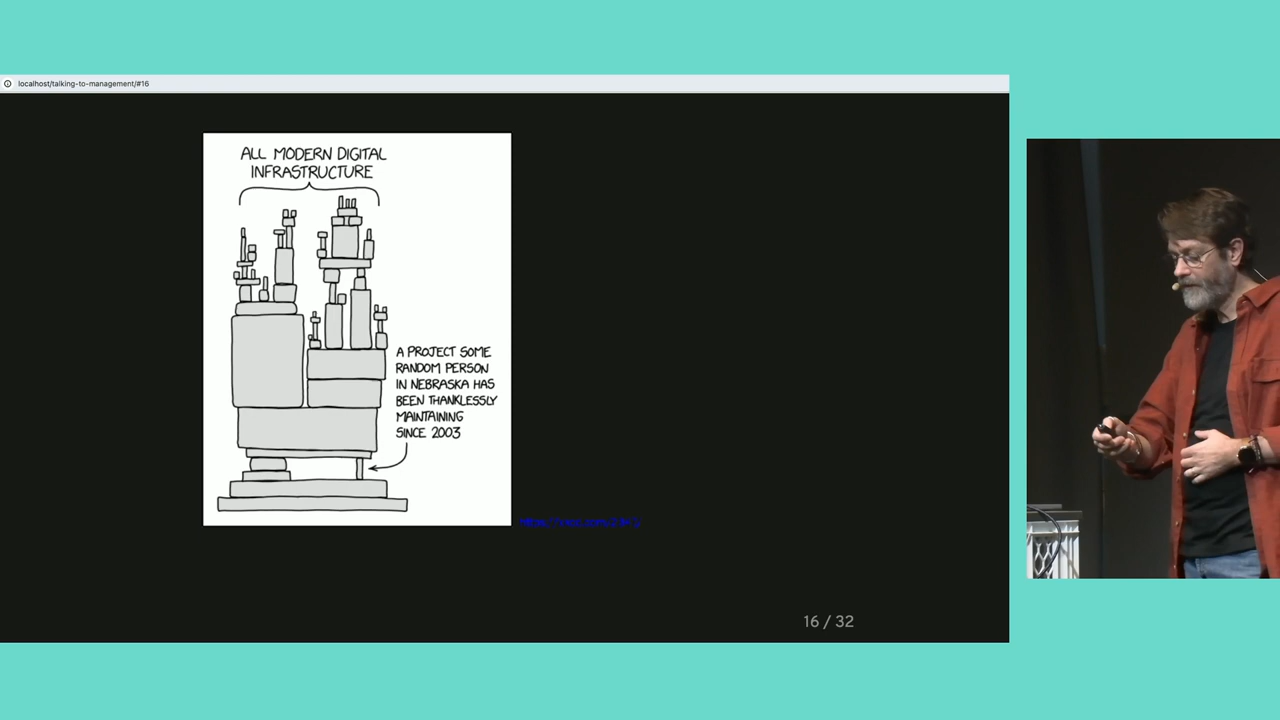 localhost/talking-to-management/#16
ALL MODERN DIGITAL
INFRASTRUCTURE
A PROJECT SOME
RANDOM PERSON
IN NEBRASKA HAS
BEEN THANKLESSLY
MAINTAINING
SINCE 2003
16 / 32